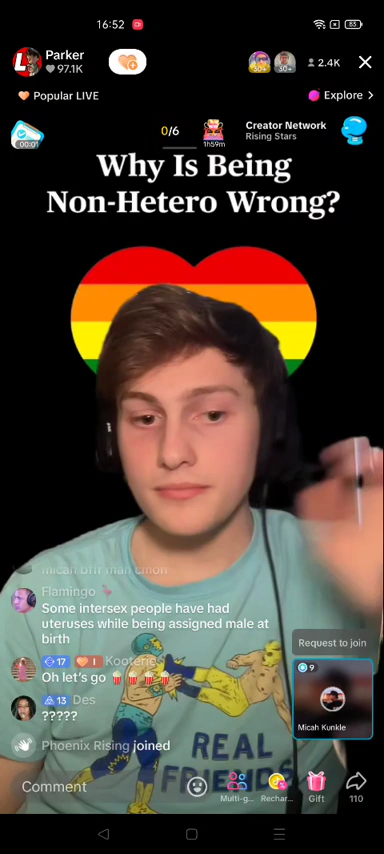 16:52
83
Parker
97.1K
30+
30+
2.4K
Popular LIVE
Explore
00:01
0/6
1h59m
Creator Network
Rising Stars
Why Is Being
Non-Hetero Wrong?
Flamingo
Some intersex people have had
uteruses while being assigned male at
birth
17
I
Kooterie
Oh let's go
13
Des
?????
Phoenix Rising joined
Request to join
9
Micah Kunkle
REAL
FRIENDS
Comment
Multi-g...
Rechar...
Gift
110